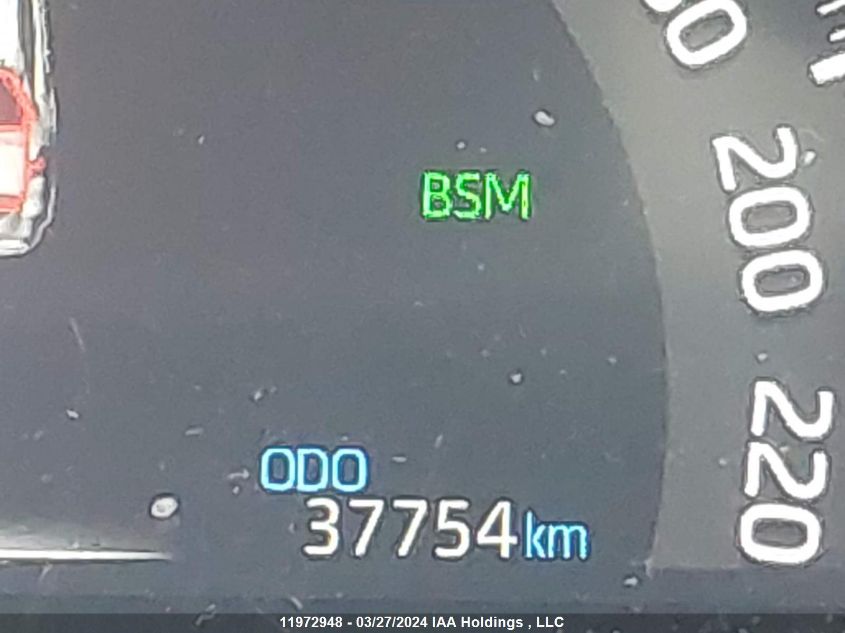 BSM
200
220
ODO
37754km
11972948 - 03/27/2024 IAA Holdings , LLC